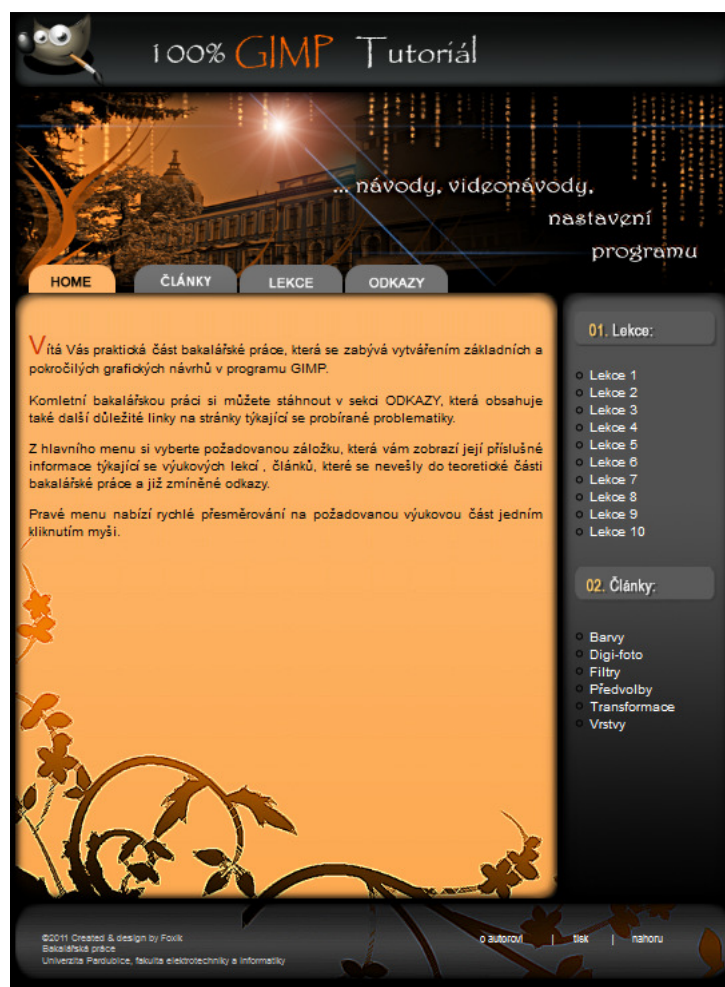 100% GIMP Tutoriál
... návody, videonávody,
nastavení
programu
HOME
ČLÁNKY
LEKCE
ODKAZY
Vítá Vás praktická část bakalářské práce, která se zabývá vytvářením základních a
pokročilých grafických návrhů v programu GIMP.
Komletní bakalářskou práci si můžete stáhnout v sekci ODKAZY, která obsahuje
také další důležité linky na stránky týkající se probírané problematiky.
Z hlavního menu si vyberte požadovanou záložku, která vám zobrazí její příslušné
informace týkající se výukových lekcí , článků, které se nevešly do teoretické části
bakalářské práce a již zmíněné odkazy.
Pravé menu nabízí rychlé přesměrování na požadovanou výukovou část jedním
kliknutím myši.
01. Lekce:
Lekce 1
Lekce 2
Lekce 3
Lekce 4
Lekce 5
Lekce 6
Lekce 7
Lekce 8
Lekce 9
Lekce 10
02. Články:
Barvy
Digi-foto
Filtry
Předvolby
Transformace
Vrstvy
©2011 Created & design by Foxik
Bakalářská práce
Univerzita Pardubice, fakulta elektrotechniky a informatiky
o autorovi | tisk | nahoru